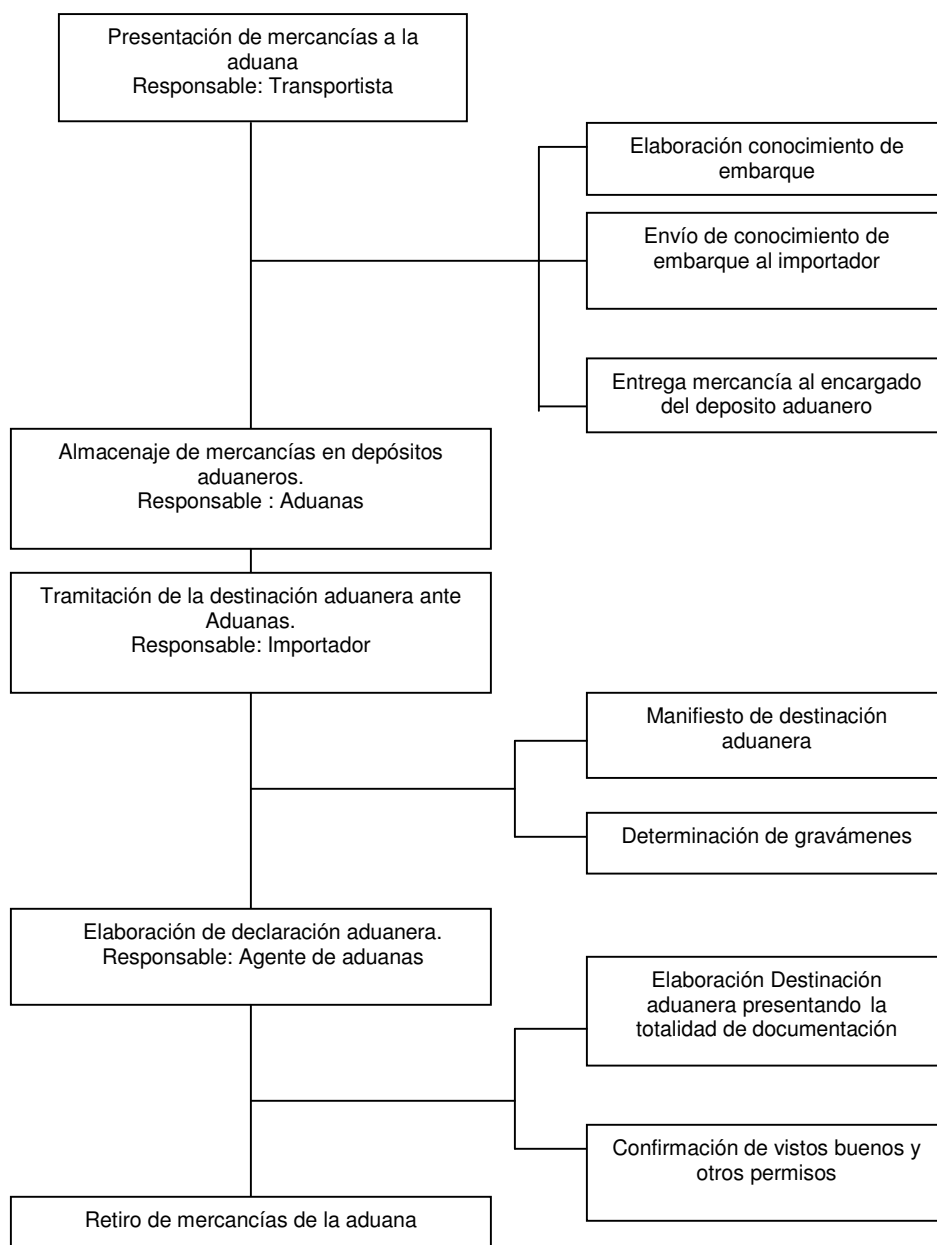 Presentación de mercancías a la
aduana
Responsable: Transportista
Elaboración conocimiento de
embarque
Envío de conocimiento de
embarque al importador
Entrega mercancía al encargado
del deposito aduanero
Almacenaje de mercancías en depósitos
aduaneros.
Responsable : Aduanas
Tramitación de la destinación aduanera ante
Aduanas.
Responsable: Importador
Manifiesto de destinación
aduanera
Determinación de gravámenes
Elaboración de declaración aduanera.
Responsable: Agente de aduanas
Elaboración Destinación
aduanera presentando la
totalidad de documentación
Confirmación de vistos buenos y
otros permisos
Retiro de mercancías de la aduana